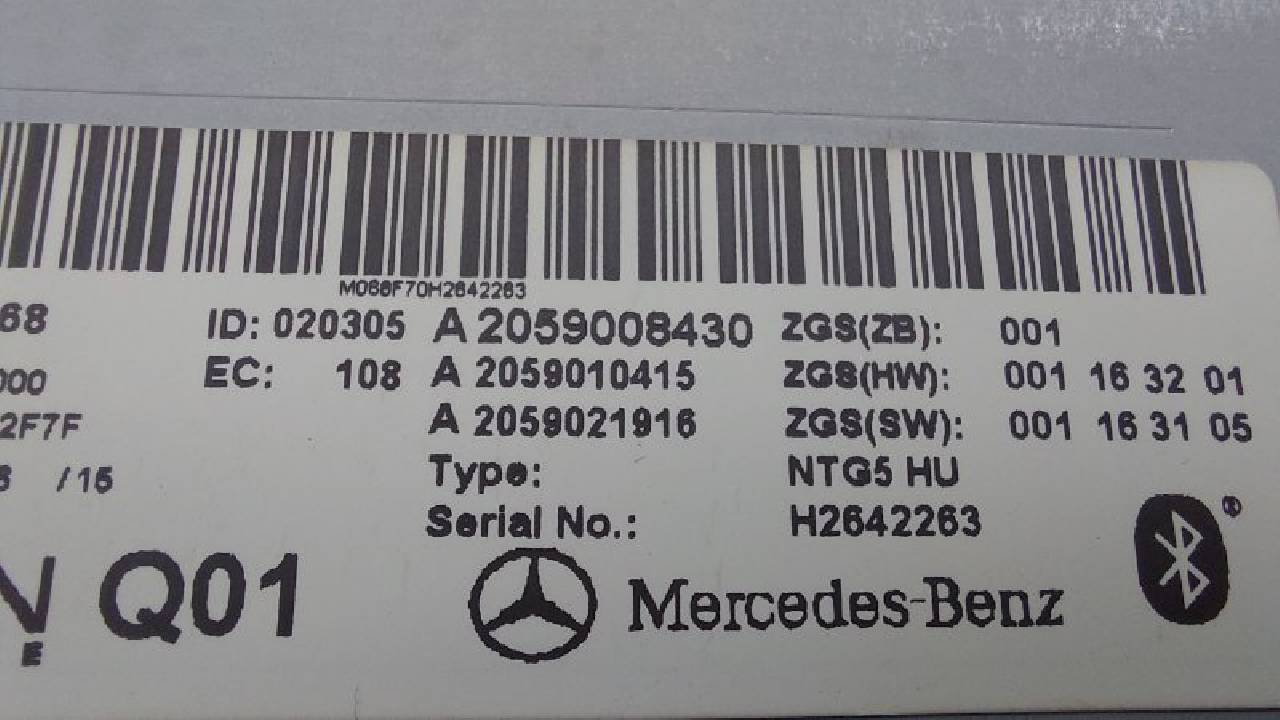 M066F70H2642263
68 ID: 020305 A 2059008430 ZGS(ZB): 001
000 EC: 108 A 2059010415 ZGS(HW): 001 16 32 01
2F7F A 2059021916 ZGS(SW): 001 16 31 05
/15 Type: NTG5 HU
Serial No.: H2642263
N Q01
E
Mercedes-Benz